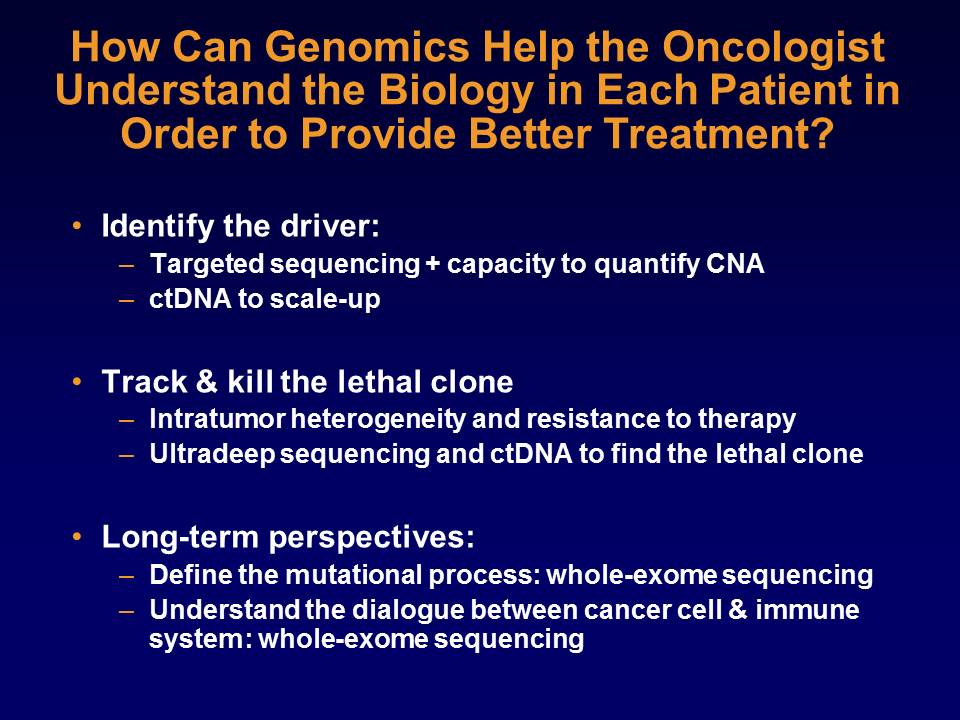 How Can Genomics Help the Oncologist
Understand the Biology in Each Patient in
Order to Provide Better Treatment?
• Identify the driver:
– Targeted sequencing + capacity to quantify CNA
– ctDNA to scale-up
• Track & kill the lethal clone
– Intratumor heterogeneity and resistance to therapy
– Ultradeep sequencing and ctDNA to find the lethal clone
• Long-term perspectives:
– Define the mutational process: whole-exome sequencing
– Understand the dialogue between cancer cell & immune
system: whole-exome sequencing